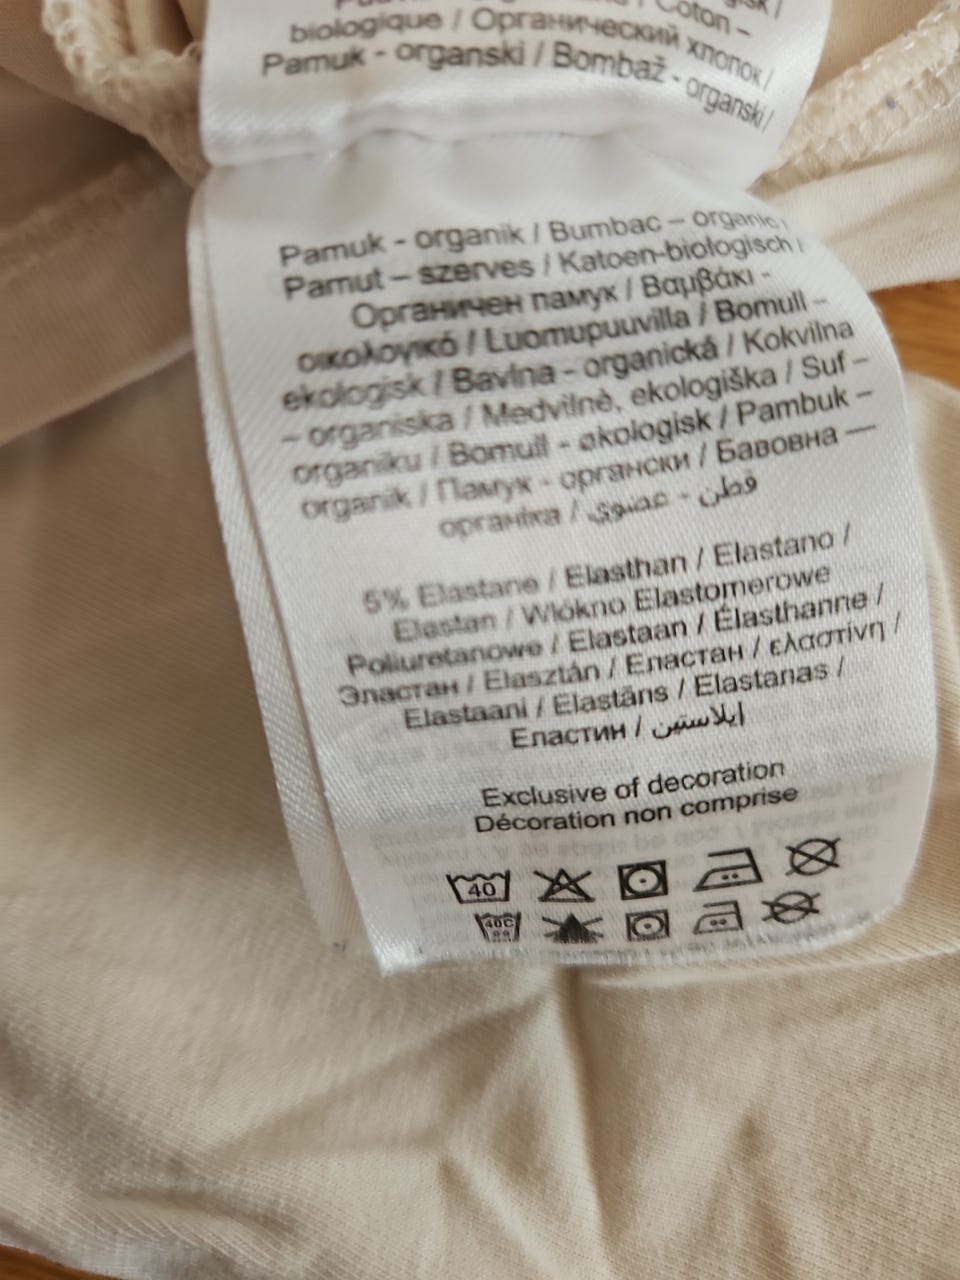 biologique / Органический хлопок /
Pamuk - organski / Bombaž - organski /
Pamuk - organik / Bumbac – organic /
Pamut – szerves / Katoen-biologisch /
Органичен памук / Βαμβάκι -
οικολογικό / Luomupuuvilla / Bomull –
ekologisk / Bavlna - organická / Kokvilna
– organiska / Medvilnė, ekologiška / Suf –
organiku / Bomull - økologisk / Pambuk –
organik / Памук - органски / Бавовна —
органіка / قطن - عضوي
5% Elastane / Elasthan / Elastano /
Elastan / Włókno Elastomerowe
Poliuretanowe / Elastaan / Élasthanne /
Эластан / Elasztán / Еластан / ελαστίνη /
Elastaani / Elastāns / Elastanas /
Еластин / إيلاستين
Exclusive of decoration
Décoration non comprise
40
40C